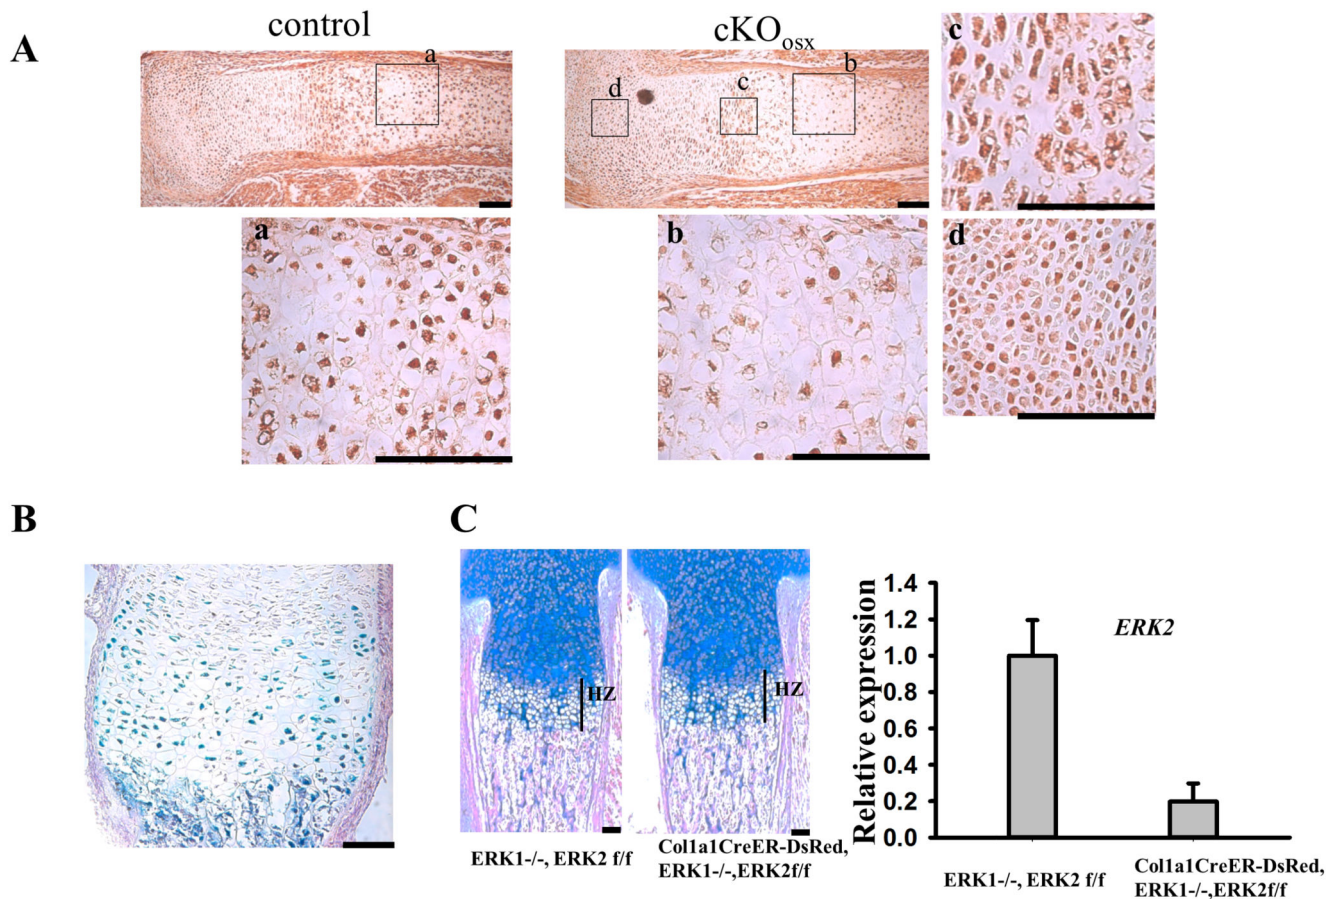 A
control
cKOosx
a
d
c
b
c
a
b
d
B
C
HZ
HZ
ERK1-/-, ERK2 f/f
Col1a1CreER-DsRed,
ERK1-/-,ERK2f/f
Relative expression
1.4
1.2
1.0
0.8
0.6
0.4
0.2
0.0
ERK2
ERK1-/-, ERK2 f/f
Col1a1CreER-DsRed,
ERK1-/-,ERK2f/f